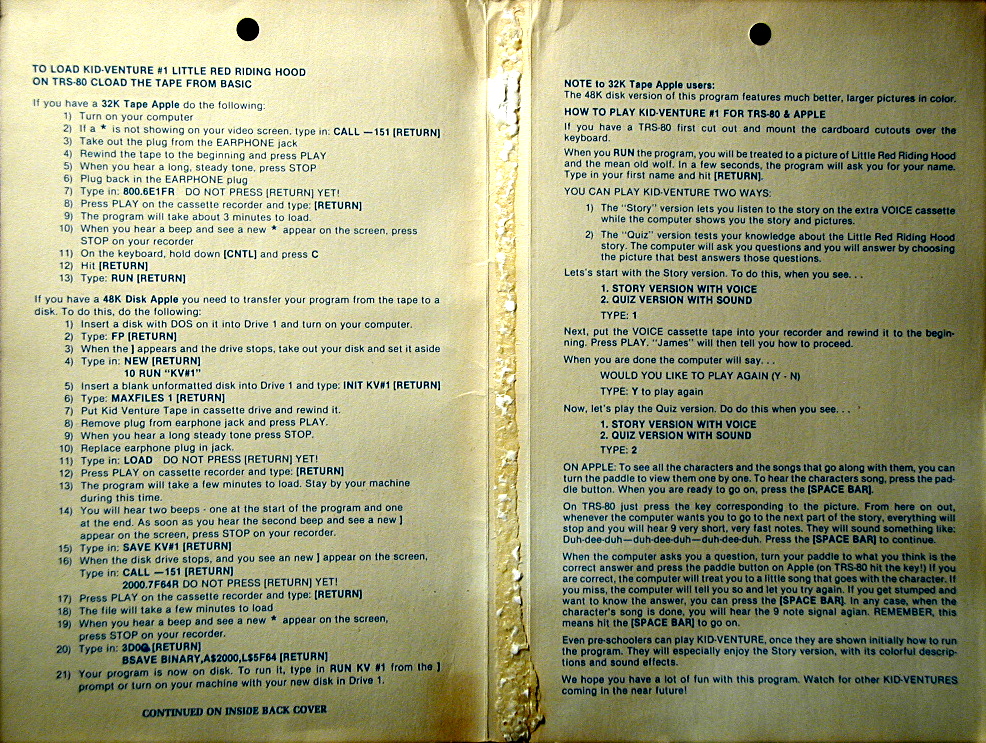 TO LOAD KID-VENTURE #1 LITTLE RED RIDING HOOD
ON TRS-80 CLOAD THE TAPE FROM BASIC
If you have a 32K Tape Apple do the following:
1) Turn on your computer
2) If a * is not showing on your video screen, type in: CALL —151 [RETURN]
3) Take out the plug from the EARPHONE jack
4) Rewind the tape to the beginning and press PLAY
5) When you hear a long, steady tone, press STOP
6) Plug back in the EARPHONE plug
7) Type in: 800.6E1FR DO NOT PRESS [RETURN] YET!
8) Press PLAY on the cassette recorder and type: [RETURN]
9) The program will take about 3 minutes to load.
10) When you hear a beep and see a new * appear on the screen, press
STOP on your recorder
11) On the keyboard, hold down [CNTL] and press C
12) Hit [RETURN]
13) Type: RUN [RETURN]
If you have a 48K Disk Apple you need to transfer your program from the tape to a
disk. To do this, do the following:
1) Insert a disk with DOS on it into Drive 1 and turn on your computer.
2) Type: FP [RETURN]
3) When the ] appears and the drive stops, take out your disk and set it aside
4) Type in: NEW [RETURN]
10 RUN "KV#1"
5) Insert a blank unformatted disk into Drive 1 and type: INIT KV#1 [RETURN]
6) Type: MAXFILES 1 [RETURN]
7) Put Kid Venture Tape in cassette drive and rewind it.
8) Remove plug from earphone jack and press PLAY.
9) When you hear a long steady tone press STOP.
10) Replace earphone plug in jack.
11) Type in: LOAD DO NOT PRESS [RETURN] YET!
12) Press PLAY on cassette recorder and type: [RETURN]
13) The program will take a few minutes to load. Stay by your machine
during this time.
14) You will hear two beeps - one at the start of the program and one
at the end. As soon as you hear the second beep and see a new ]
appear on the screen, press STOP on your recorder.
15) Type in: SAVE KV#1 [RETURN]
16) When the disk drive stops, and you see an new ] appear on the screen,
Type in: CALL —151 [RETURN]
2000.7F64R DO NOT PRESS [RETURN] YET!
17) Press PLAY on the cassette recorder and type: [RETURN]
18) The file will take a few minutes to load
19) When you hear a beep and see a new * appear on the screen,
press STOP on your recorder.
20) Type in: 3D0G [RETURN]
BSAVE BINARY,A$2000,L$5F64 [RETURN]
21) Your program is now on disk. To run it, type in RUN KV #1 from the ]
prompt or turn on your machine with your new disk in Drive 1.
CONTINUED ON INSIDE BACK COVER
NOTE to 32K Tape Apple users:
The 48K disk version of this program features much better, larger pictures in color.
HOW TO PLAY KID-VENTURE #1 FOR TRS-80 & APPLE
If you have a TRS-80 first cut out and mount the cardboard cutouts over the
keyboard.
When you RUN the program, you will be treated to a picture of Little Red Riding Hood
and the mean old wolf. In a few seconds, the program will ask you for your name.
Type in your first name and hit [RETURN].
YOU CAN PLAY KID-VENTURE TWO WAYS:
1) The "Story" version lets you listen to the story on the extra VOICE cassette
while the computer shows you the story and pictures.
2) The "Quiz" version tests your knowledge about the Little Red Riding Hood
story. The computer will ask you questions and you will answer by choosing
the picture that best answers those questions.
Lets's start with the Story version. To do this, when you see. . .
1. STORY VERSION WITH VOICE
2. QUIZ VERSION WITH SOUND
TYPE: 1
Next, put the VOICE cassette tape into your recorder and rewind it to the begin-
ning. Press PLAY. "James" will then tell you how to proceed.
When you are done the computer will say. . .
WOULD YOU LIKE TO PLAY AGAIN (Y - N)
TYPE: Y to play again
Now, let's play the Quiz version. Do do this when you see. . .
1. STORY VERSION WITH VOICE
2. QUIZ VERSION WITH SOUND
TYPE: 2
ON APPLE: To see all the characters and the songs that go along with them, you can
turn the paddle to view them one by one. To hear the characters song, press the pad-
dle button. When you are ready to go on, press the [SPACE BAR].
On TRS-80 just press the key corresponding to the picture. From here on out,
whenever the computer wants you to go to the next part of the story, everything will
stop and you will hear 9 very short, very fast notes. They will sound something like:
Duh-dee-duh—duh-dee-duh—duh-dee-duh. Press the [SPACE BAR] to continue.
When the computer asks you a question, turn your paddle to what you think is the
correct answer and press the paddle button on Apple (on TRS-80 hit the key!) If you
are correct, the computer will treat you to a little song that goes with the character. If
you miss, the computer will tell you so and let you try again. If you get stumped and
want to know the answer, you can press the [SPACE BAR]. In any case, when the
character's song is done, you will hear the 9 note signal agian. REMEMBER, this
means hit the [SPACE BAR] to go on.
Even pre-schoolers can play KID-VENTURE, once they are shown initially how to run
the program. They will especially enjoy the Story version, with its colorful descrip-
tions and sound effects.
We hope you have a lot of fun with this program. Watch for other KID-VENTURES
coming in the near future!